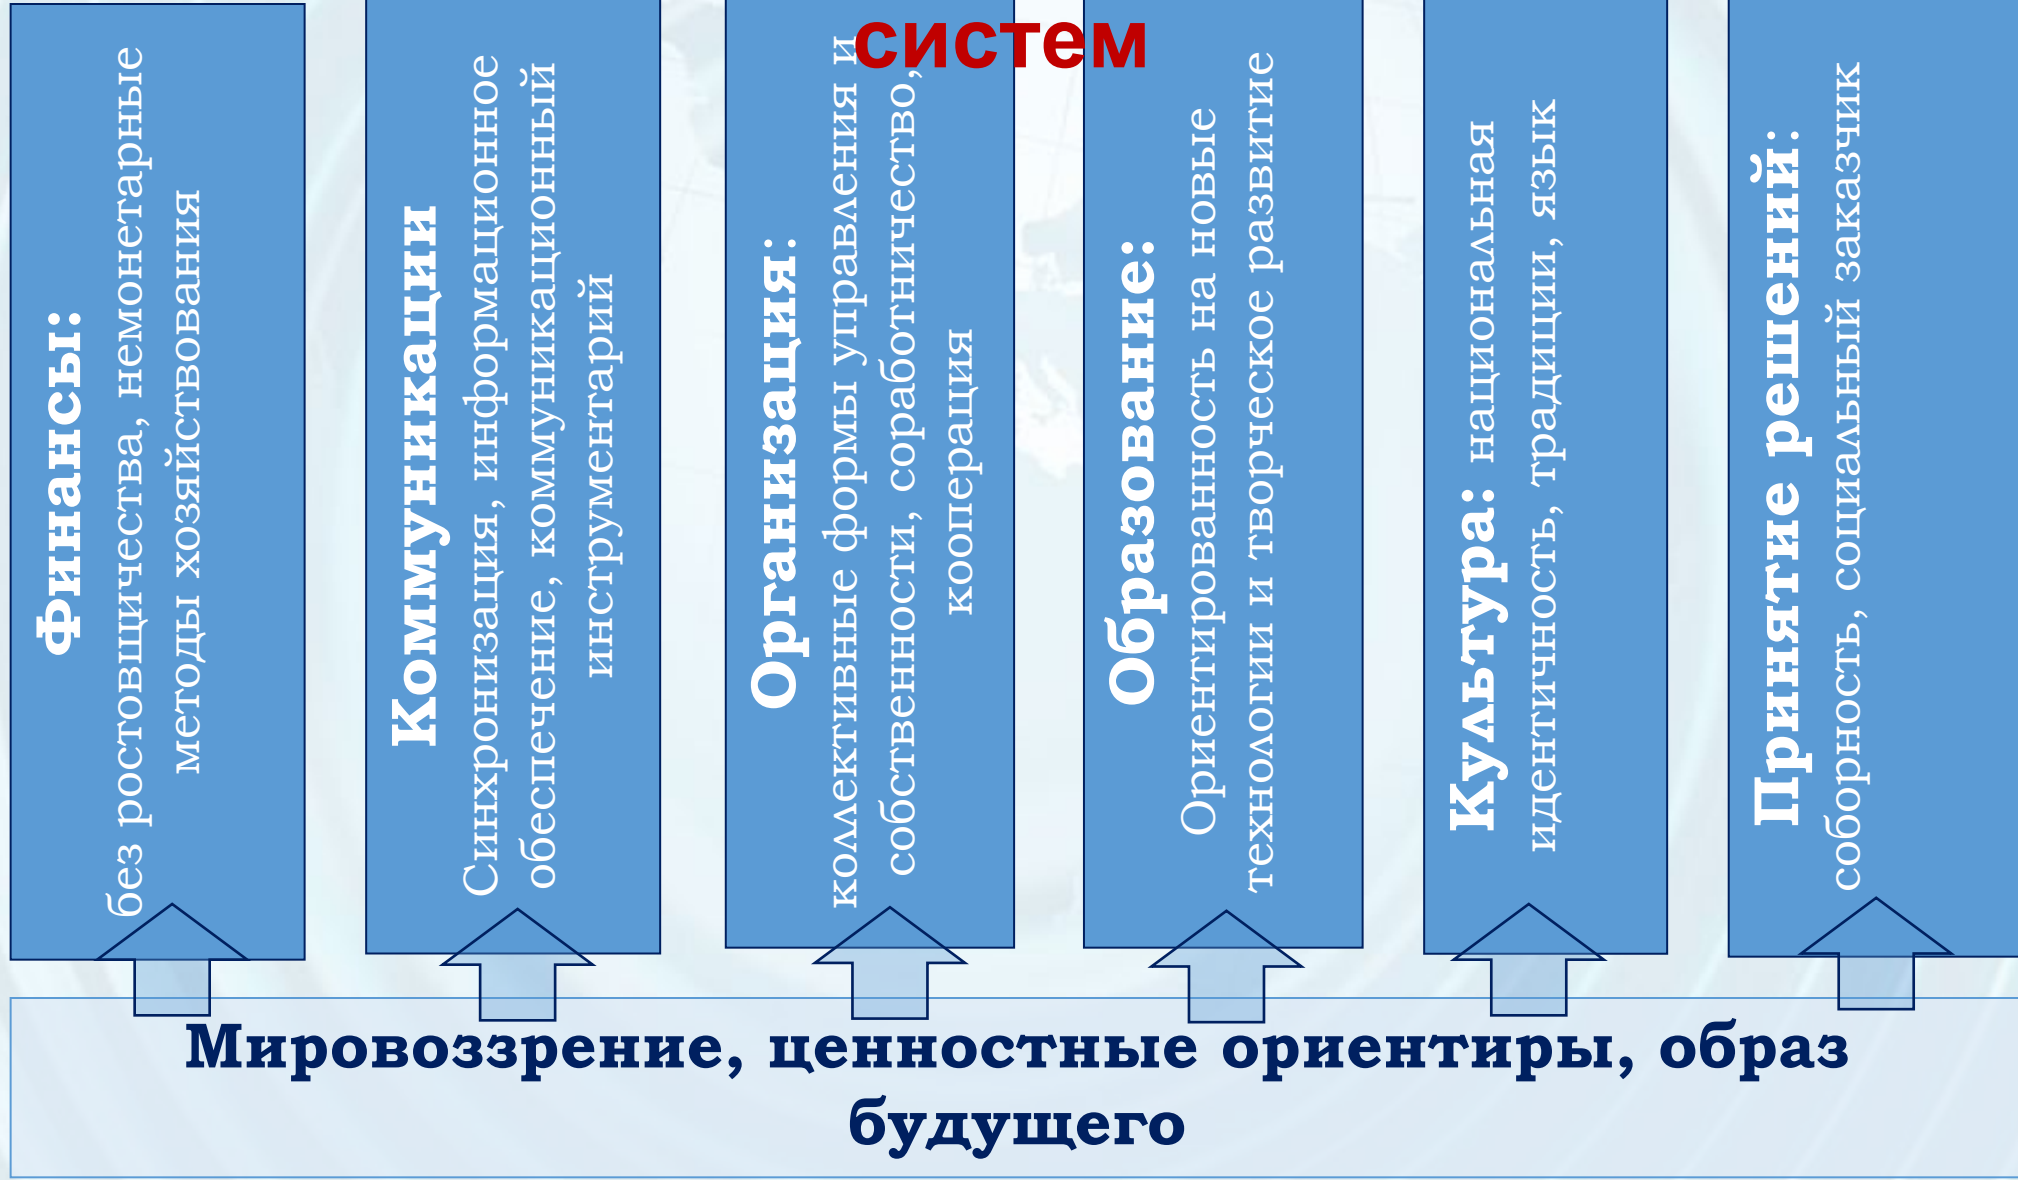 систем
Финансы:
без ростовщичества, немонетарные
методы хозяйствования
Коммуникации
Синхронизация, информационное
обеспечение, коммуникационный
инструментарий
Организация:
коллективные формы управления и
собственности, соработничество,
кооперация
Образование:
Ориентированность на новые
технологии и творческое развитие
Культура: национальная
идентичность, традиции, язык
Принятие решений:
соборность, социальный заказчик
Мировоззрение, ценностные ориентиры, образ
будущего